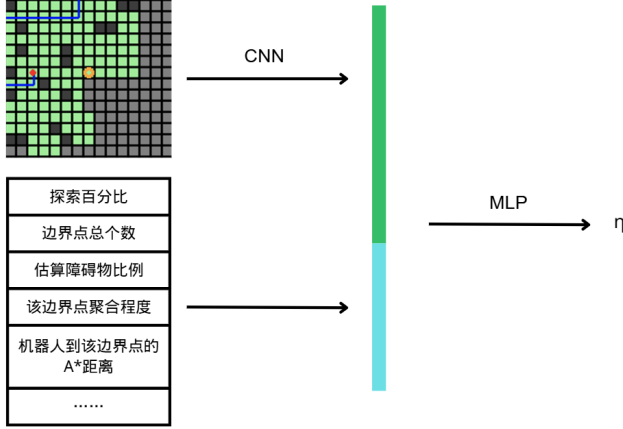 CNN
探索百分比
边界点总个数
估算障碍物比例
该边界点聚合程度
机器人到该边界点的
A*距离
......
MLP
η